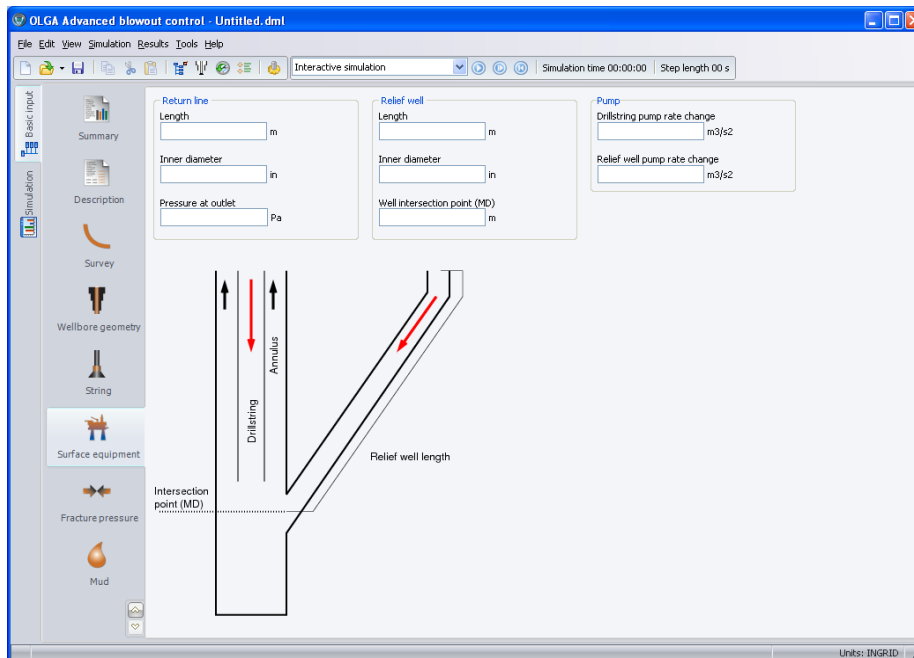 OLGA Advanced blowout control - Untitled.dml
File Edit View Simulation Results Tools Help
Interactive simulation
Simulation time 00:00:00
Step length 00 s
Basic input
Simulation
Summary
Description
Survey
Wellbore geometry
String
Surface equipment
Fracture pressure
Mud
Return line
Length
m
Inner diameter
in
Pressure at outlet
Pa
Relief well
Length
m
Inner diameter
in
Well intersection point (MD)
m
Pump
Drillstring pump rate change
m3/s2
Relief well pump rate change
m3/s2
Drillstring
Annulus
Relief well length
Intersection
point (MD)
Units: INGRID